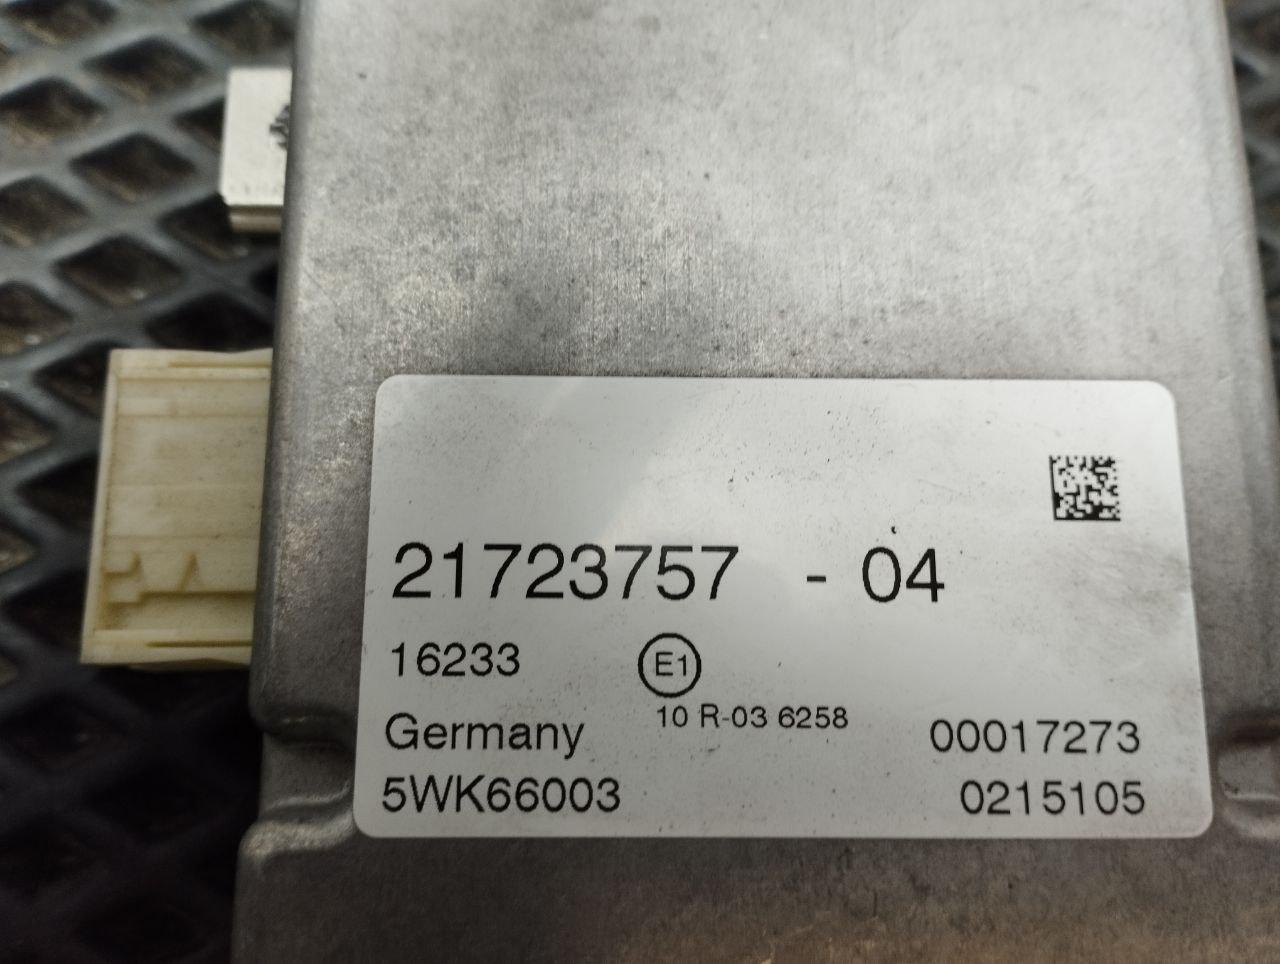 21723757 - 04
16233 E1
10 R-03 6258
Germany 00017273
5WK66003 0215105